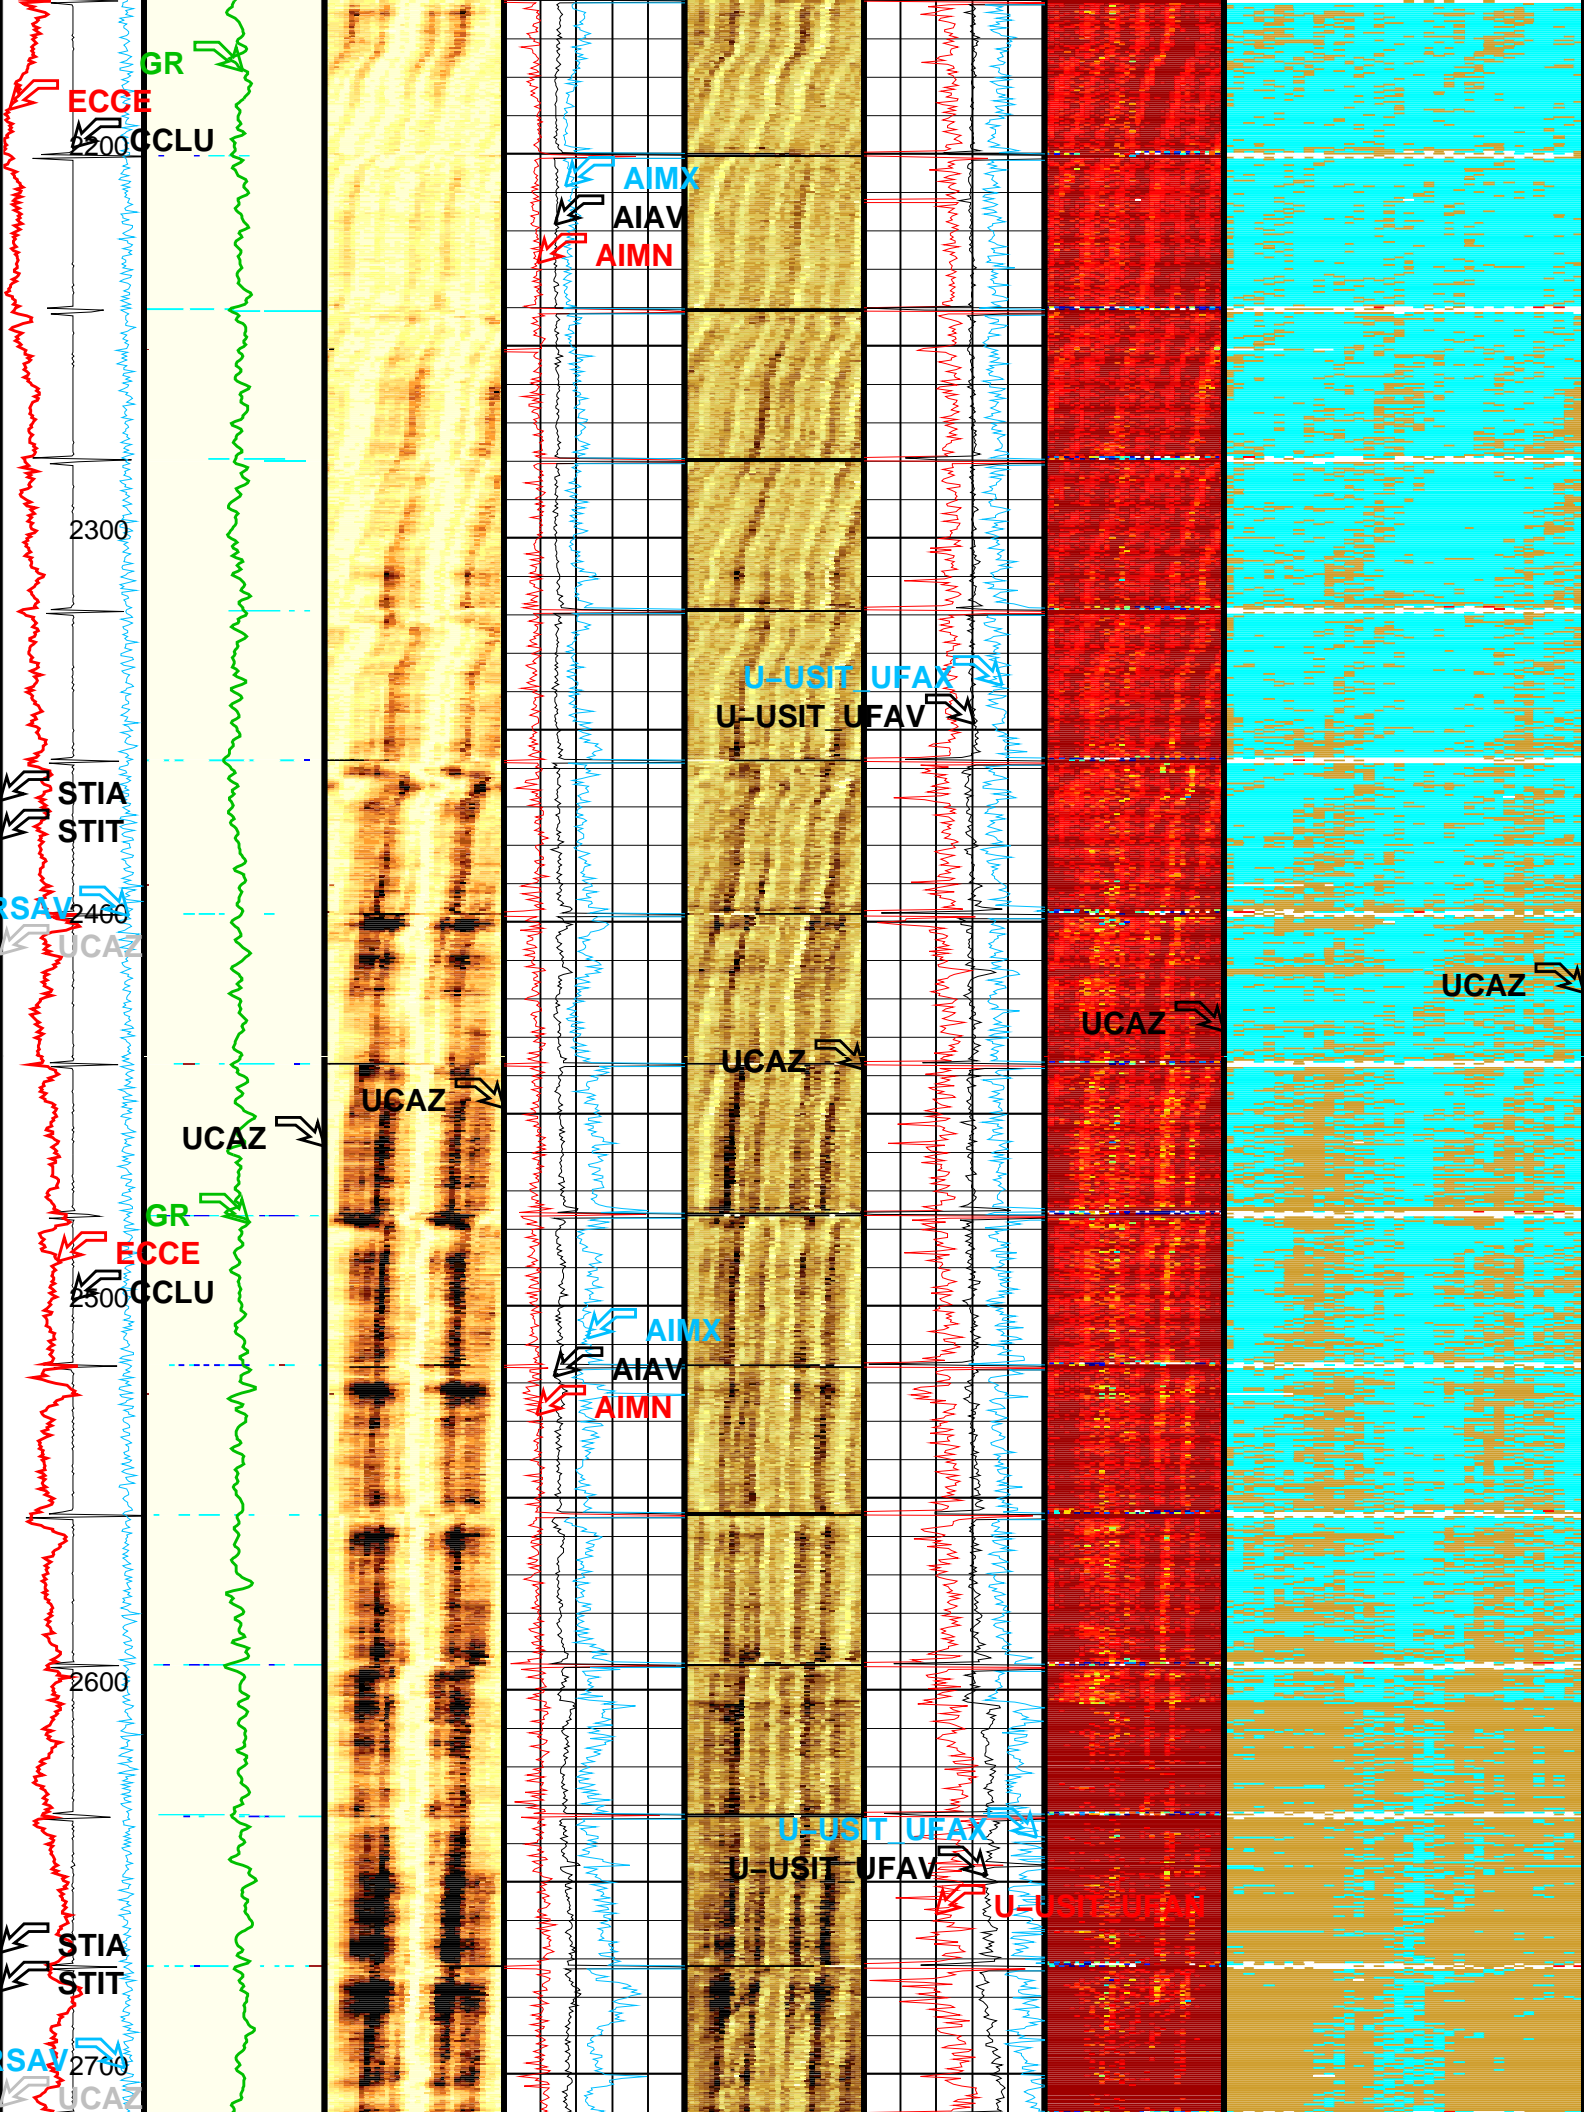 GR
ECCE
2200 CCLU
AIMX
AIAV
AIMN
2300
U-USIT_UFAX
U-USIT_UFAV
STIA
STIT
RSAV 2400
UCAZ
UCAZ
UCAZ
UCAZ
UCAZ
UCAZ
GR
ECCE
2500 CCLU
AIMX
AIAV
AIMN
2600
U-USIT_UFAX
U-USIT_UFAV
STIA
STIT
RSAV 2700
UCAZ